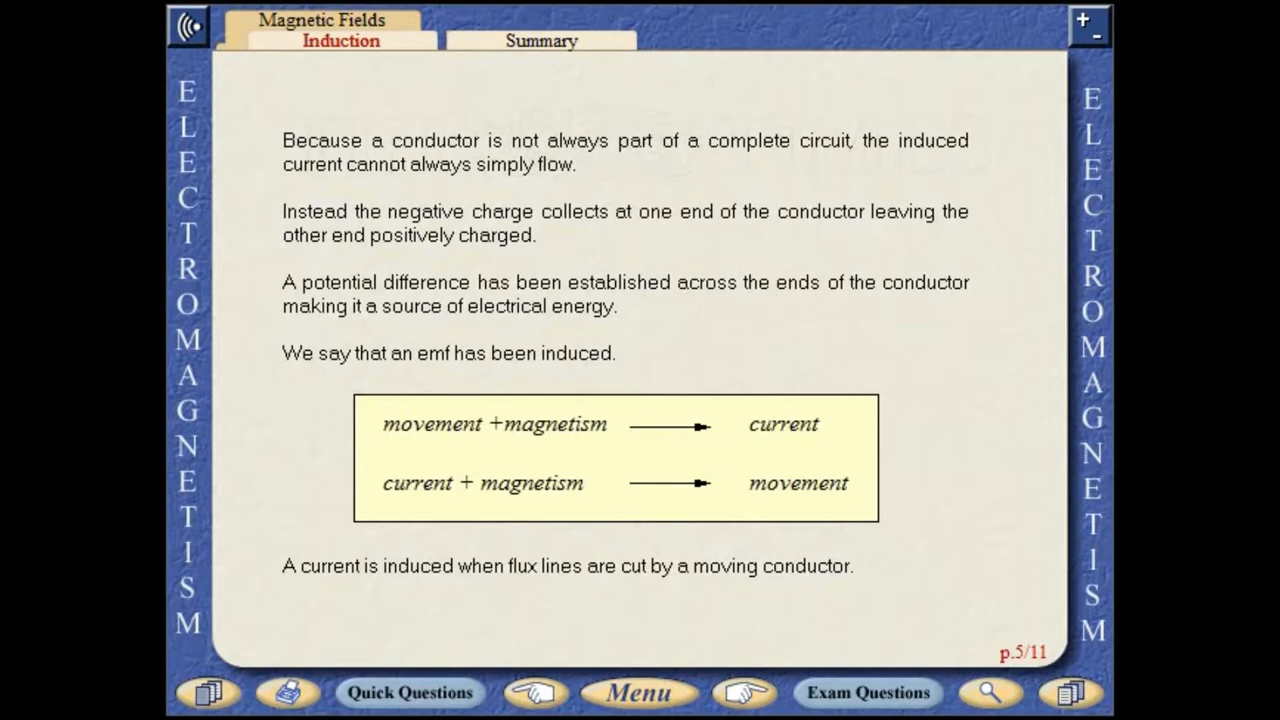 Magnetic Fields
Induction
Summary
+
-
E
L
E
C
T
R
O
M
A
G
N
E
T
I
S
M
Because a conductor is not always part of a complete circuit, the induced
current cannot always simply flow.
Instead the negative charge collects at one end of the conductor leaving the
other end positively charged.
A potential difference has been established across the ends of the conductor
making it a source of electrical energy.
We say that an emf has been induced.
movement +magnetism current
current + magnetism movement
A current is induced when flux lines are cut by a moving conductor.
p.5/11
E
L
E
C
T
R
O
M
A
G
N
E
T
I
S
M
Quick Questions
Menu
Exam Questions